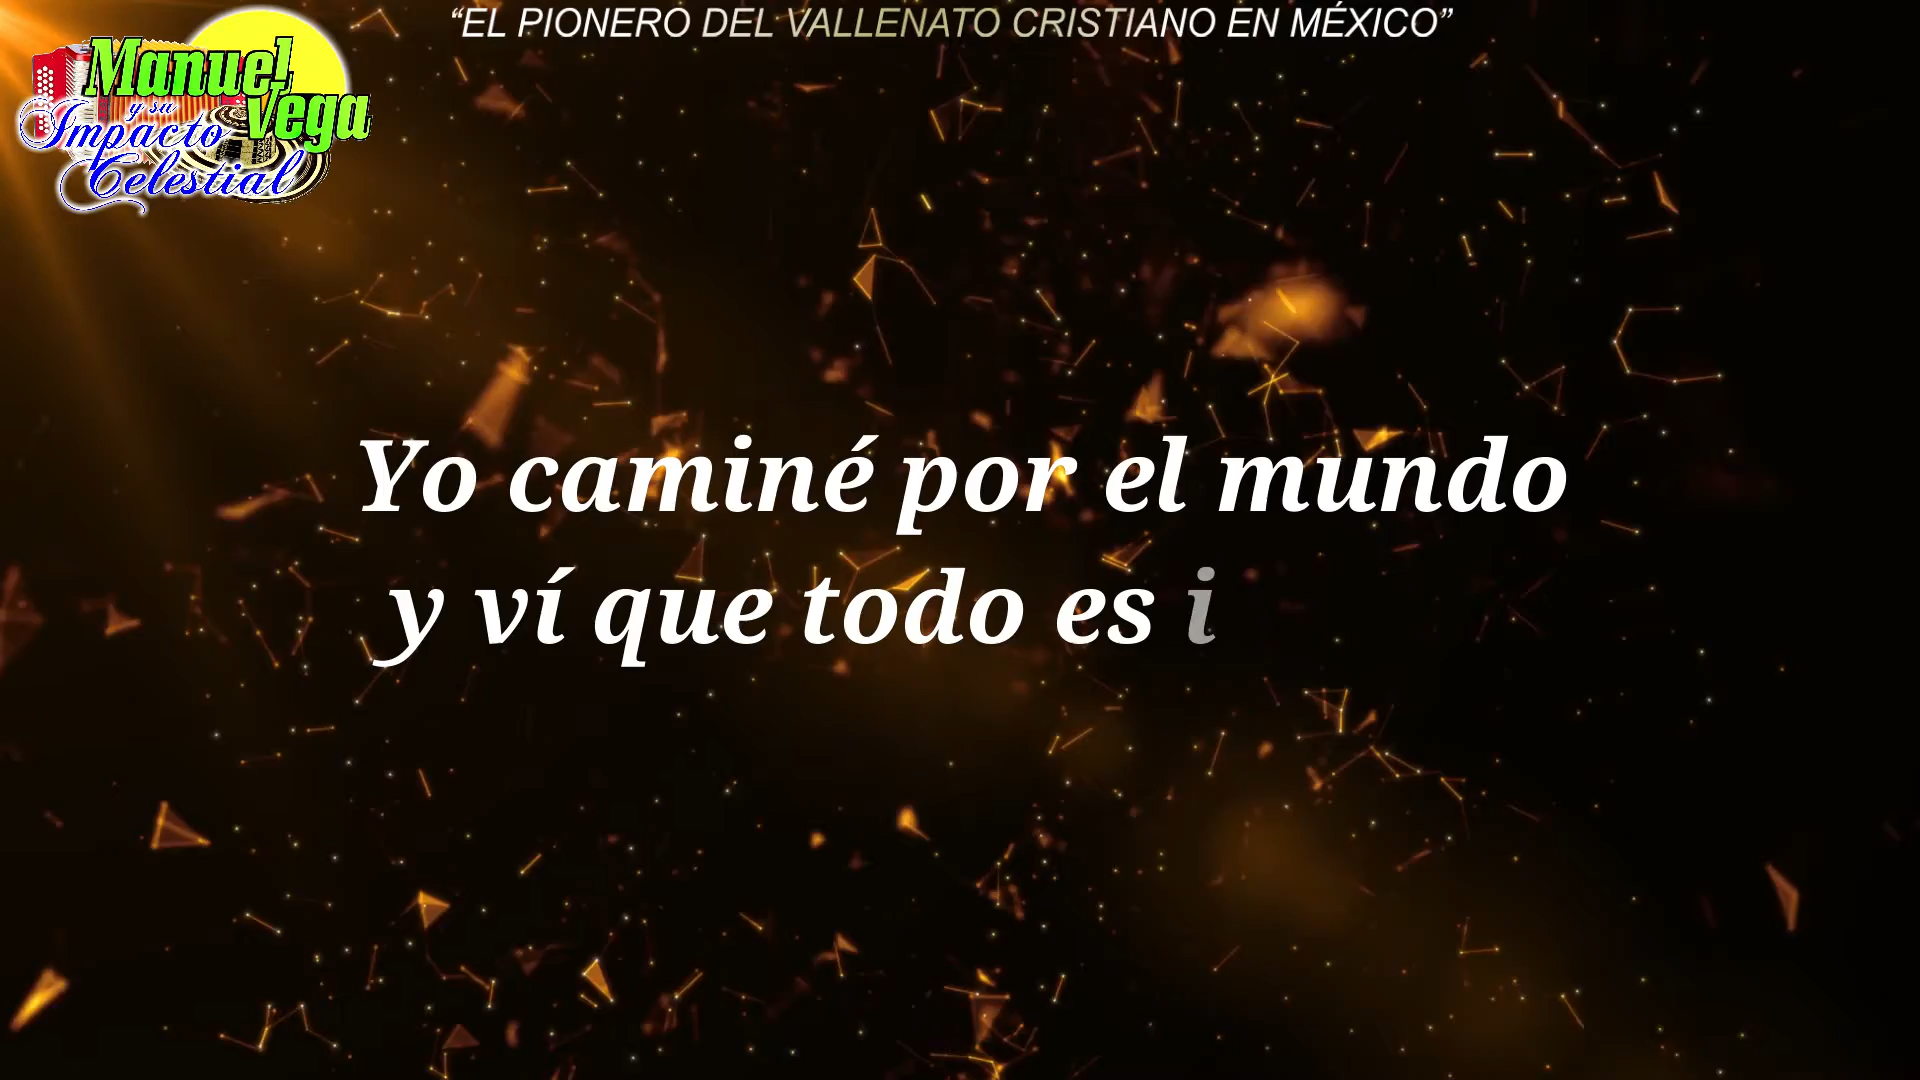 “EL PIONERO DEL VALLENATO CRISTIANO EN MÉXICO”
Manuel
Vega
y su
Impacto
Celestial
Yo caminé por el mundo
y ví que todo es i